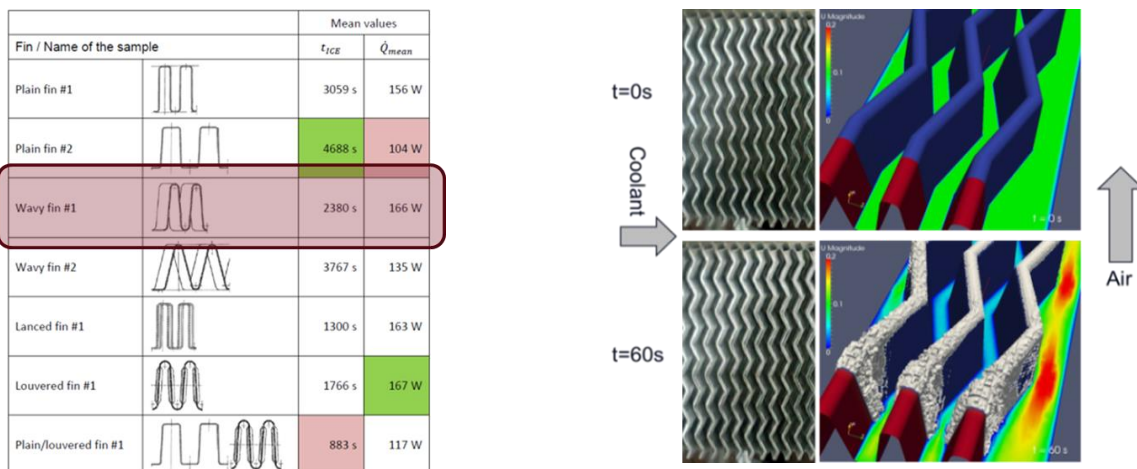 Mean values
Fin / Name of the sample t_ICE Q̇_mean
Plain fin #1 3059 s 156 W
Plain fin #2 4688 s 104 W
Wavy fin #1 2380 s 166 W
Wavy fin #2 3767 s 135 W
Lanced fin #1 1300 s 163 W
Louvered fin #1 1766 s 167 W
Plain/louvered fin #1 883 s 117 W
t=0s
Coolant
t=60s
U Magnitude
0.2
0.1
0
t = 0 s
U Magnitude
0.2
0.1
0
t = 60 s
Air